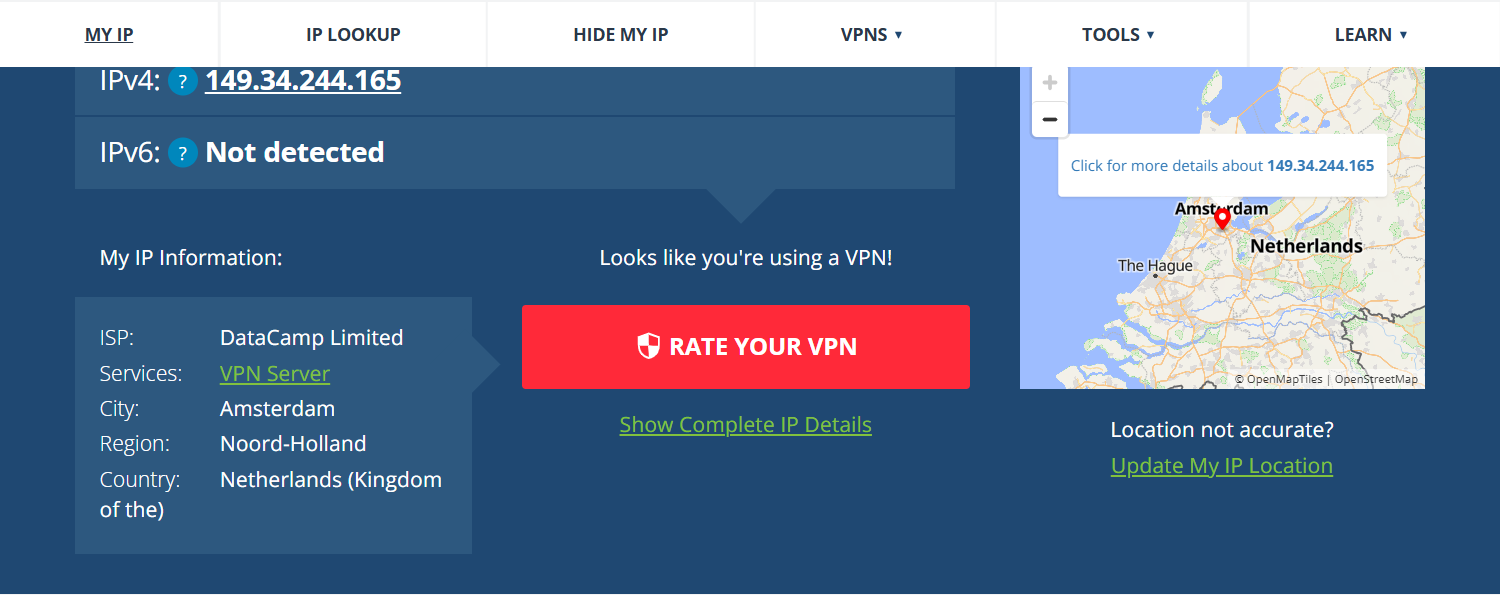 MY IP
IP LOOKUP
HIDE MY IP
VPNS ▼
TOOLS ▼
LEARN ▼
IPv4: ? 149.34.244.165
IPv6: ? Not detected
My IP Information:
ISP: DataCamp Limited
Services: VPN Server
City: Amsterdam
Region: Noord-Holland
Country: Netherlands (Kingdom
of the)
Looks like you're using a VPN!
RATE YOUR VPN
Show Complete IP Details
+
−
Click for more details about 149.34.244.165
Amsterdam
Netherlands
The Hague
© OpenMapTiles | OpenStreetMap
Location not accurate?
Update My IP Location